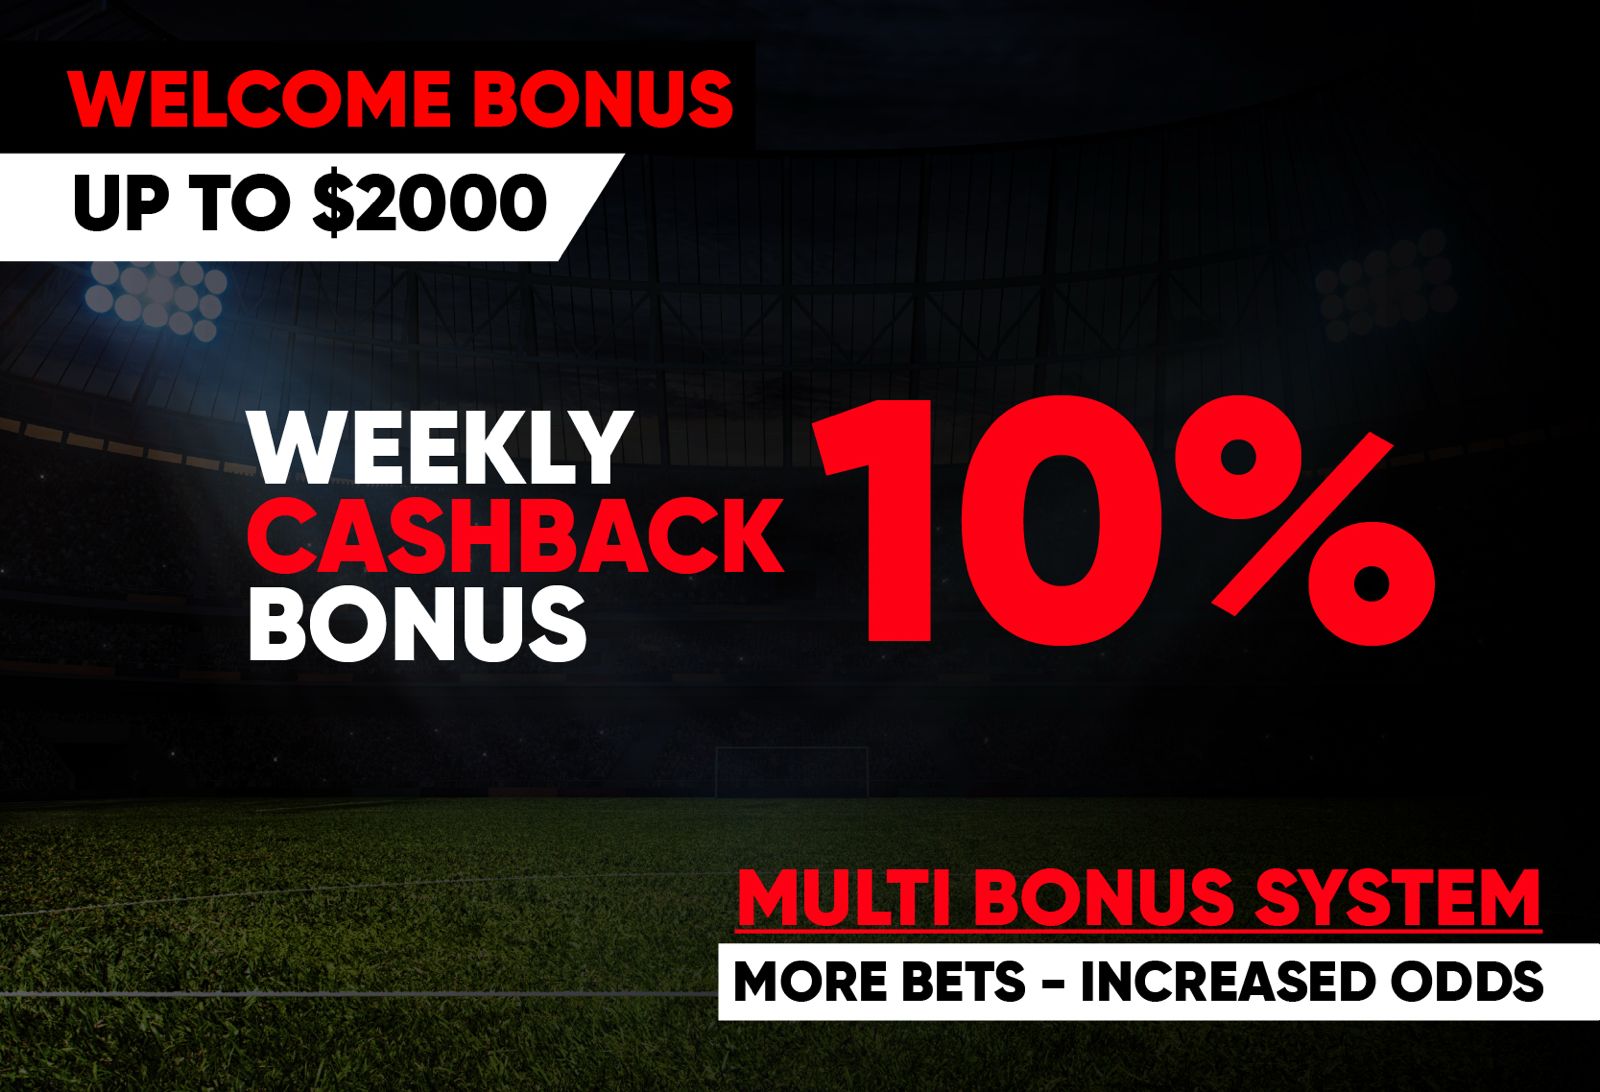 WELCOME BONUS
UP TO $2000
WEEKLY
CASHBACK
BONUS
10%
MULTI BONUS SYSTEM
MORE BETS - INCREASED ODDS